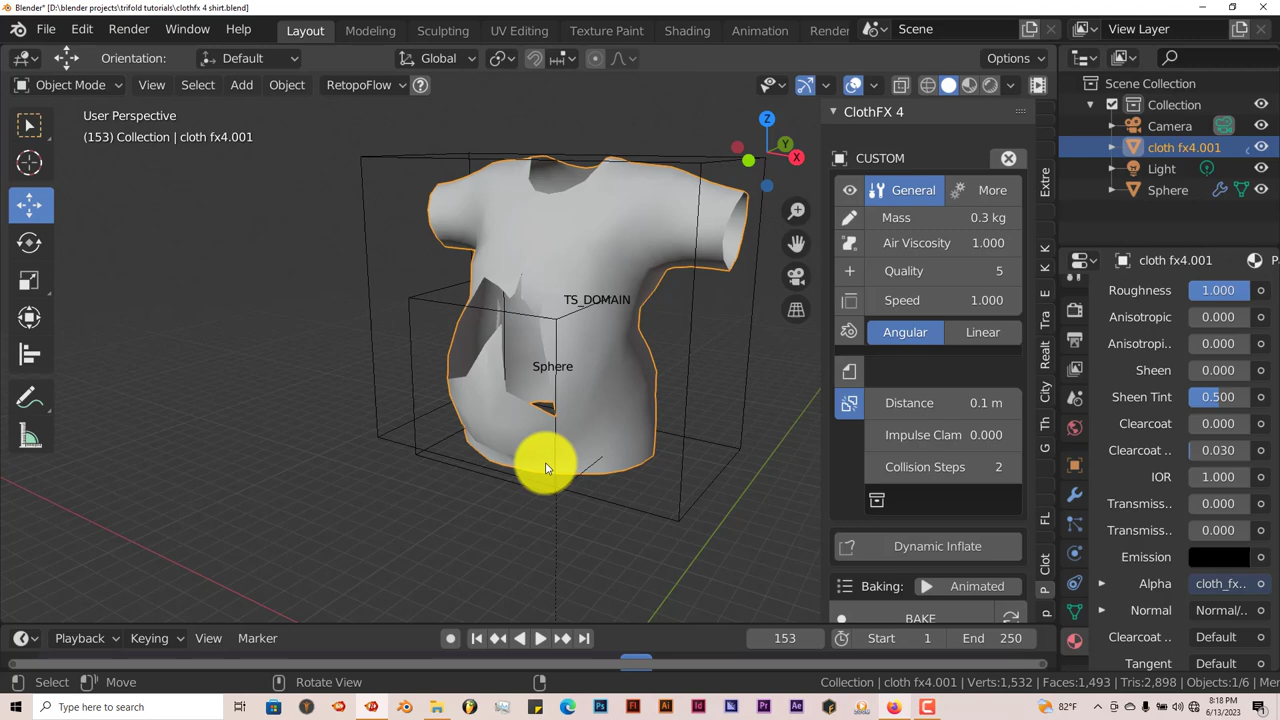 Blender* [D:\blender projects\trifold tutorials\clothfx 4 shirt.blend]
File Edit Render Window Help Layout Modeling Sculpting UV Editing Texture Paint Shading Animation Render Scene View Layer
Orientation: Default Global Options
Object Mode View Select Add Object RetopoFlow
User Perspective
(153) Collection | cloth fx4.001
Z
Y
X
TS_DOMAIN
Sphere
ClothFX 4
CUSTOM
General More
Mass 0.3 kg
Air Viscosity 1.000
Quality 5
Speed 1.000
Angular Linear
Distance 0.1 m
Impulse Clam 0.000
Collision Steps 2
Dynamic Inflate
Baking: Animated
BAKE
Extre
K
K
E
Tra
Realt
City
Th
G
FL
Clot
P
P
Scene Collection
Collection
Camera
cloth fx4.001
Light
Sphere
cloth fx4.001 P
Roughness 1.000
Anisotropic 0.000
Anisotropi.. 0.000
Sheen 0.000
Sheen Tint 0.500
Clearcoat 0.000
Clearcoat .. 0.030
IOR 1.000
Transmiss.. 0.000
Transmiss.. 0.000
Emission
Alpha cloth_fx..
Normal Normal/..
Clearcoat .. Default
Tangent Default
Playback Keying View Marker 153 Start 1 End 250
Select Move Rotate View Collection | cloth fx4.001 | Verts:1,532 | Faces:1,493 | Tris:2,898 | Objects:1/6 | Mer
Type here to search 82°F 8:18 PM
6/13/2023